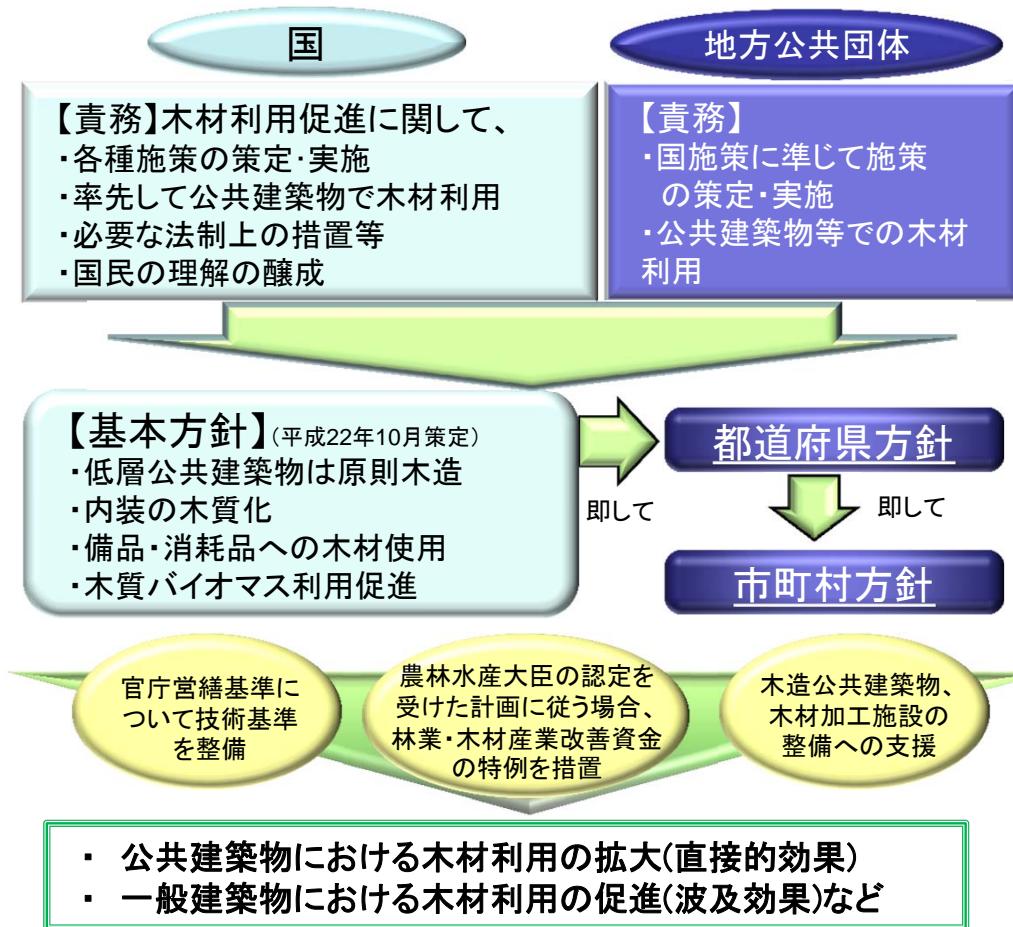 国
【責務】木材利用促進に関して、
・各種施策の策定・実施
・率先して公共建築物で木材利用
・必要な法制上の措置等
・国民の理解の醸成
地方公共団体
【責務】
・国施策に準じて施策
の策定・実施
・公共建築物等での木材
利用
【基本方針】(平成22年10月策定)
・低層公共建築物は原則木造
・内装の木質化
・備品・消耗品への木材使用
・木質バイオマス利用促進
即して
都道府県方針
即して
市町村方針
官庁営繕基準に
ついて技術基準
を整備
農林水産大臣の認定を
受けた計画に従う場合、
林業・木材産業改善資金
の特例を措置
木造公共建築物、
木材加工施設の
整備への支援
・ 公共建築物における木材利用の拡大(直接的効果)
・ 一般建築物における木材利用の促進(波及効果)など